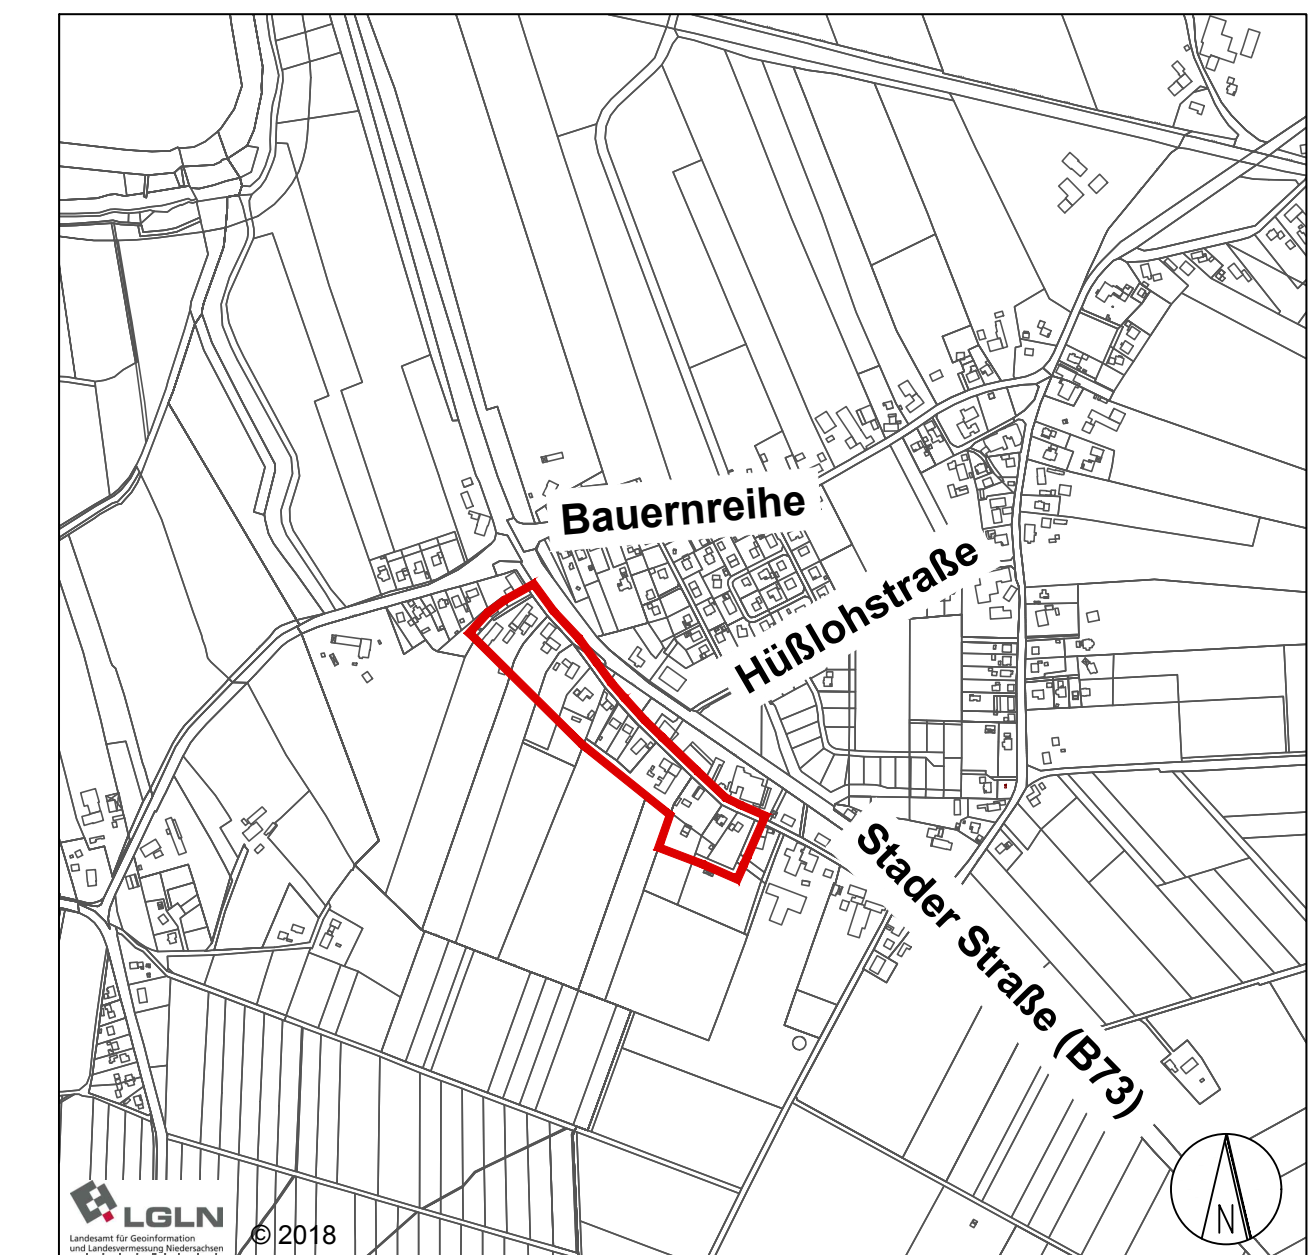 Bauernreihe
Hüßlohstraße
Stader Straße (B73)
N
LGLN
Landesamt für Geoinformation
und Landesvermessung Niedersachsen
© 2018